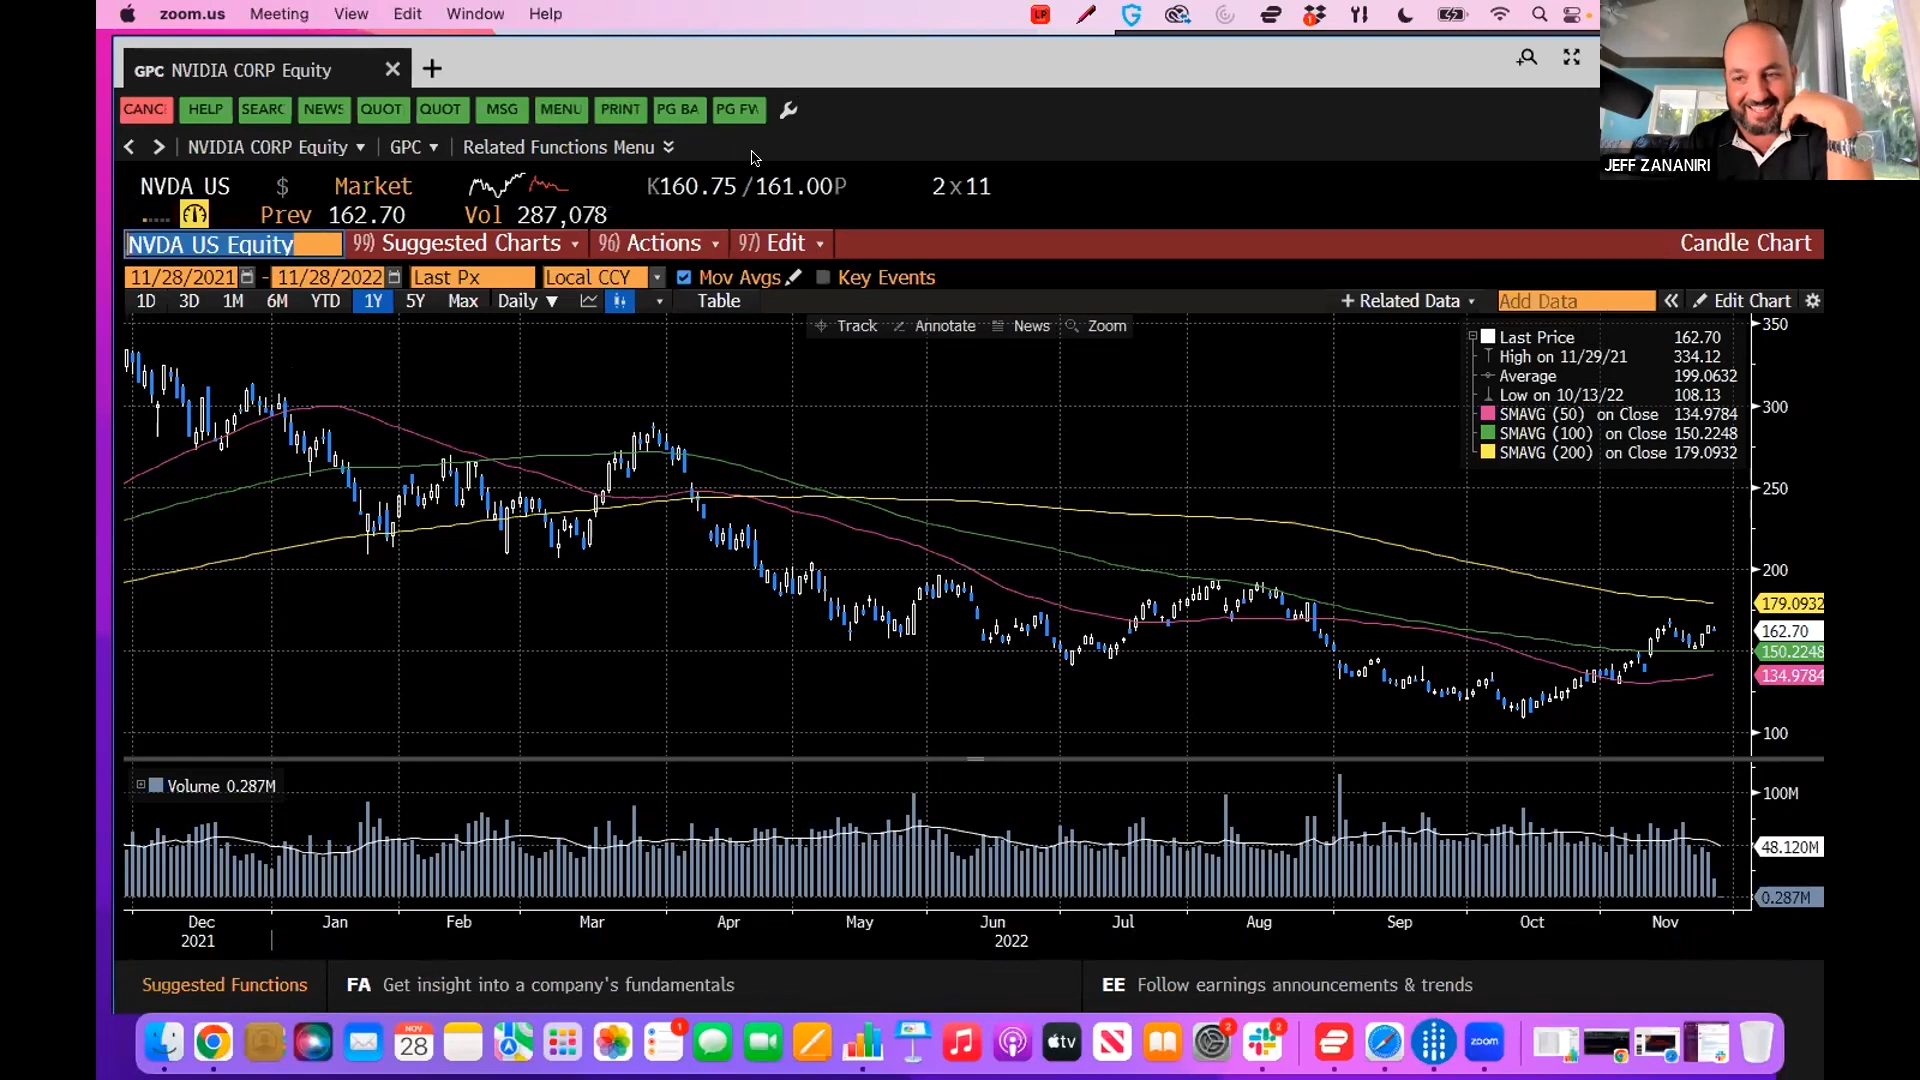 zoom.us Meeting View Edit Window Help
GPC NVIDIA CORP Equity
CANC HELP SEARC NEWS QUOT QUOT MSG MENU PRINT PG BA PG FW
NVIDIA CORP Equity GPC Related Functions Menu
JEFF ZANANIRI
NVDA US $ Market K160.75/161.00P 2x11
Prev 162.70 Vol 287,078
NVDA US Equity 99) Suggested Charts 96) Actions 97) Edit Candle Chart
11/28/2021 - 11/28/2022 Last Px Local CCY Mov Avgs Key Events
1D 3D 1M 6M YTD 1Y 5Y Max Daily ▼ Table + Related Data Add Data « Edit Chart
Track Annotate News Zoom
Last Price 162.70
High on 11/29/21 334.12
Average 199.0632
Low on 10/13/22 108.13
SMAVG (50) on Close 134.9784
SMAVG (100) on Close 150.2248
SMAVG (200) on Close 179.0932
350
300
250
200
179.0932
162.70
150.2248
134.9784
100
Volume 0.287M
100M
48.120M
0.287M
Dec Jan Feb Mar Apr May Jun Jul Aug Sep Oct Nov
2021 2022
Suggested Functions FA Get insight into a company's fundamentals EE Follow earnings announcements & trends
NOV
28
1
tv
2
2
zoom